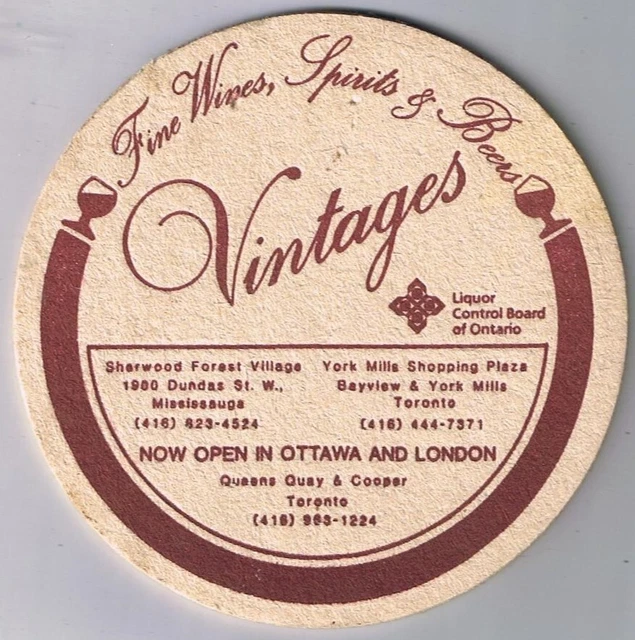 Fine Wines, Spirits & Beers
Vintages
Liquor
Control Board
of Ontario
Sherwood Forest Village
1900 Dundas St. W.,
Mississauga
(416) 823-4524
York Mills Shopping Plaza
Bayview & York Mills
Toronto
(416) 444-7371
NOW OPEN IN OTTAWA AND LONDON
Queens Quay & Cooper
Toronto
(416) 963-1224